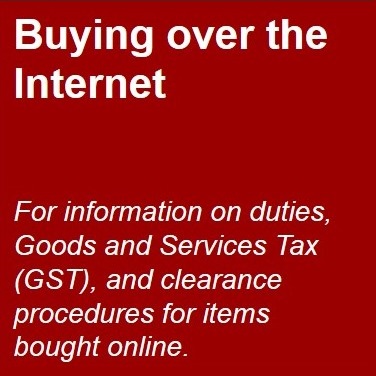 Buying over the
Internet
For information on duties,
Goods and Services Tax
(GST), and clearance
procedures for items
bought online.